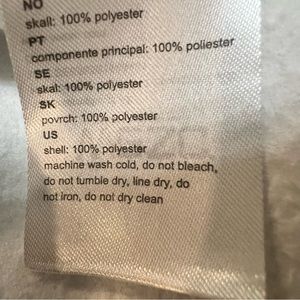 NO
skall: 100% polyester
PT
componente principal: 100% poliester
SE
skal: 100% polyester
SK
povrch: 100% polyester
US
shell: 100% polyester
machine wash cold, do not bleach,
do not tumble dry, line dry, do
not iron, do not dry clean